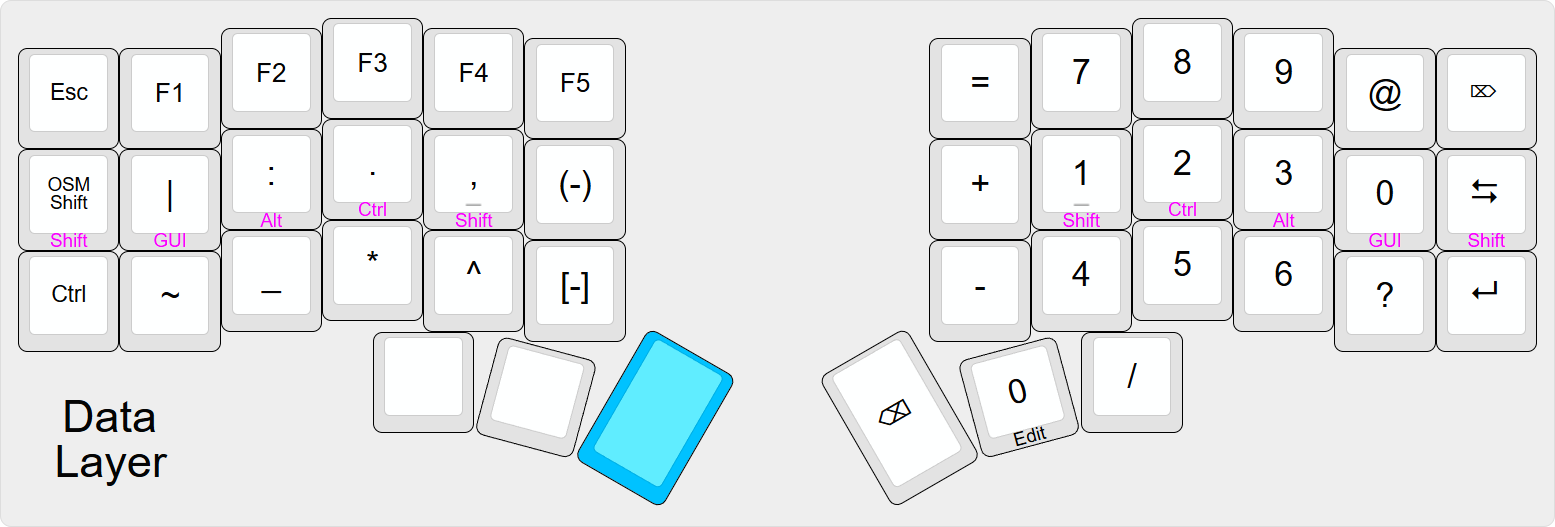 Esc F1 F2 F3 F4 F5 = 7 8 9 @ ⌦
OSM
Shift | : . , (-) + 1 2 3 0 ⇆
Shift GUI Alt Ctrl Shift Shift Ctrl Alt GUI Shift
Ctrl ~ _ * ^ [-] - 4 5 6 ? ↵
⌫ 0 /
Edit
Data
Layer